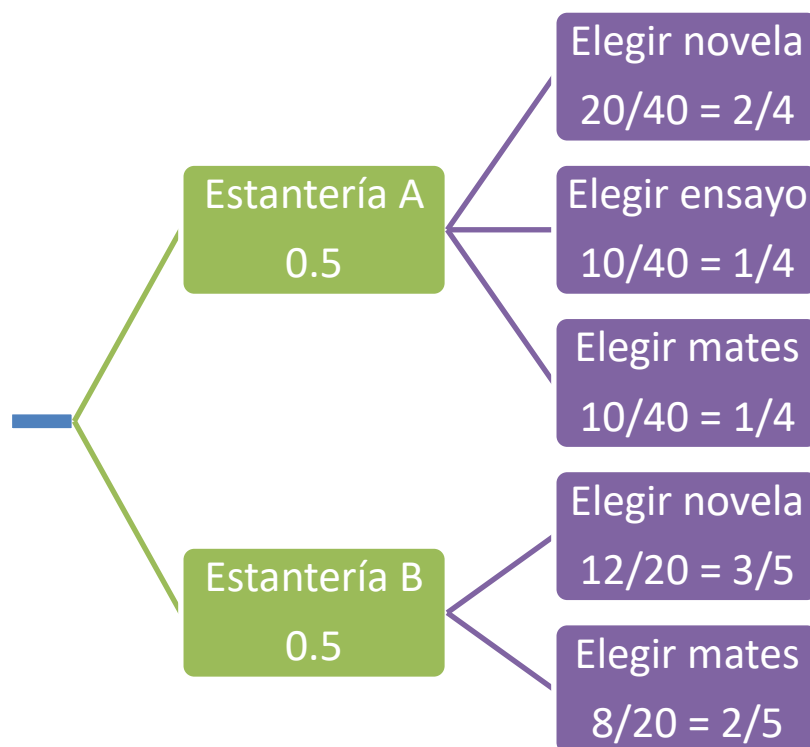 Estantería A
0.5
Elegir novela
20/40 = 2/4
Elegir ensayo
10/40 = 1/4
Elegir mates
10/40 = 1/4
Estantería B
0.5
Elegir novela
12/20 = 3/5
Elegir mates
8/20 = 2/5